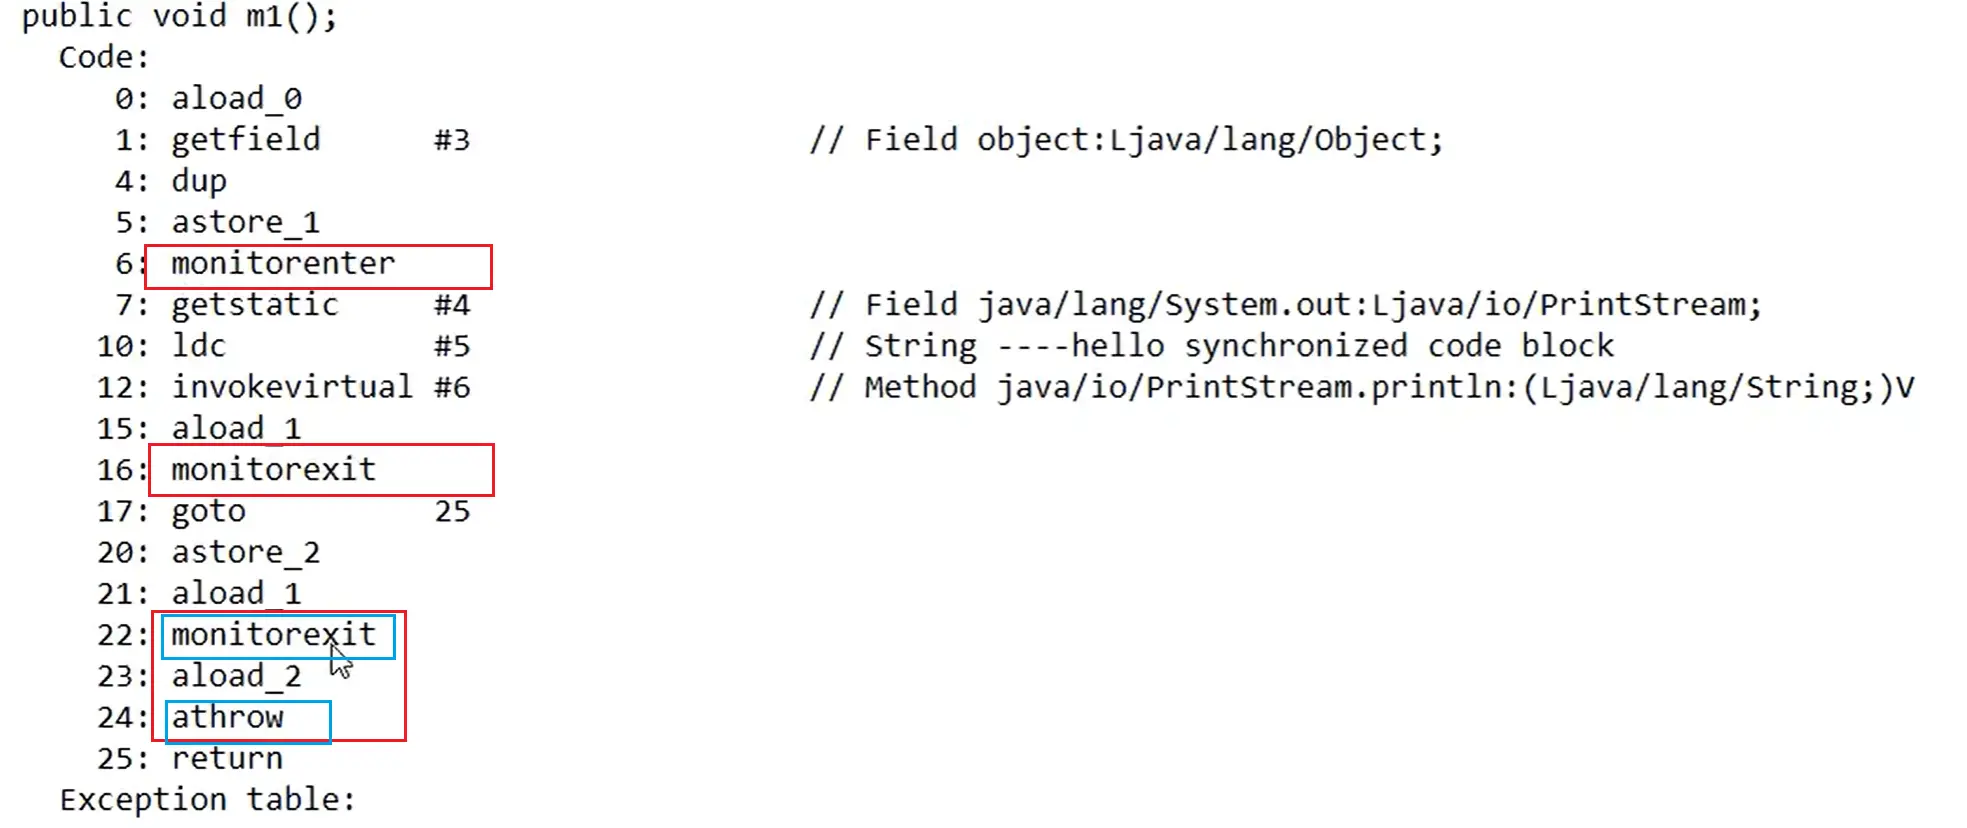 public void m1();
Code:
0: aload_0
1: getfield #3 // Field object:Ljava/lang/Object;
4: dup
5: astore_1
6: monitorenter
7: getstatic #4 // Field java/lang/System.out:Ljava/io/PrintStream;
10: ldc #5 // String ----hello synchronized code block
12: invokevirtual #6 // Method java/io/PrintStream.println:(Ljava/lang/String;)V
15: aload_1
16: monitorexit
17: goto 25
20: astore_2
21: aload_1
22: monitorexit
23: aload_2
24: athrow
25: return
Exception table: